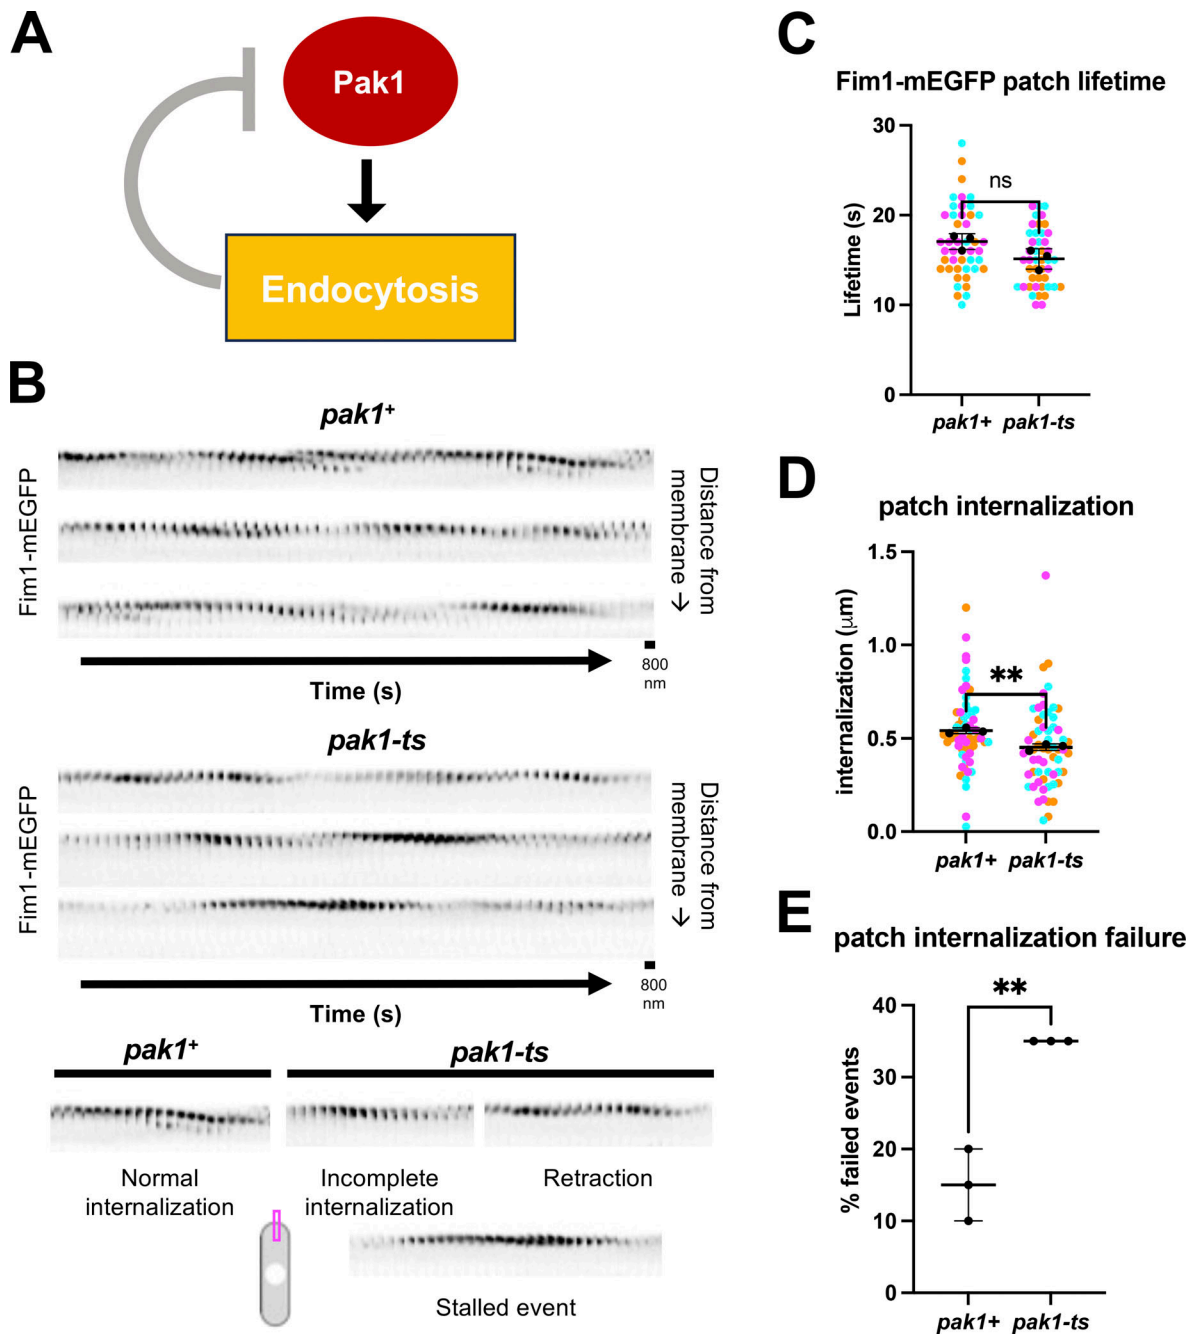 A
Pak1
Endocytosis
B
pak1+
Fim1-mEGFP
Distance from
membrane →
800
nm
Time (s)
pak1-ts
Fim1-mEGFP
Distance from
membrane →
800
nm
Time (s)
pak1+
pak1-ts
Normal
internalization
Incomplete
internalization
Retraction
Stalled event
C
Fim1-mEGFP patch lifetime
30
20
10
0
Lifetime (s)
ns
pak1+ pak1-ts
D
patch internalization
1.5
1.0
0.5
0.0
internalization (μm)
**
pak1+ pak1-ts
E
patch internalization failure
40
30
20
10
0
% failed events
**
pak1+ pak1-ts